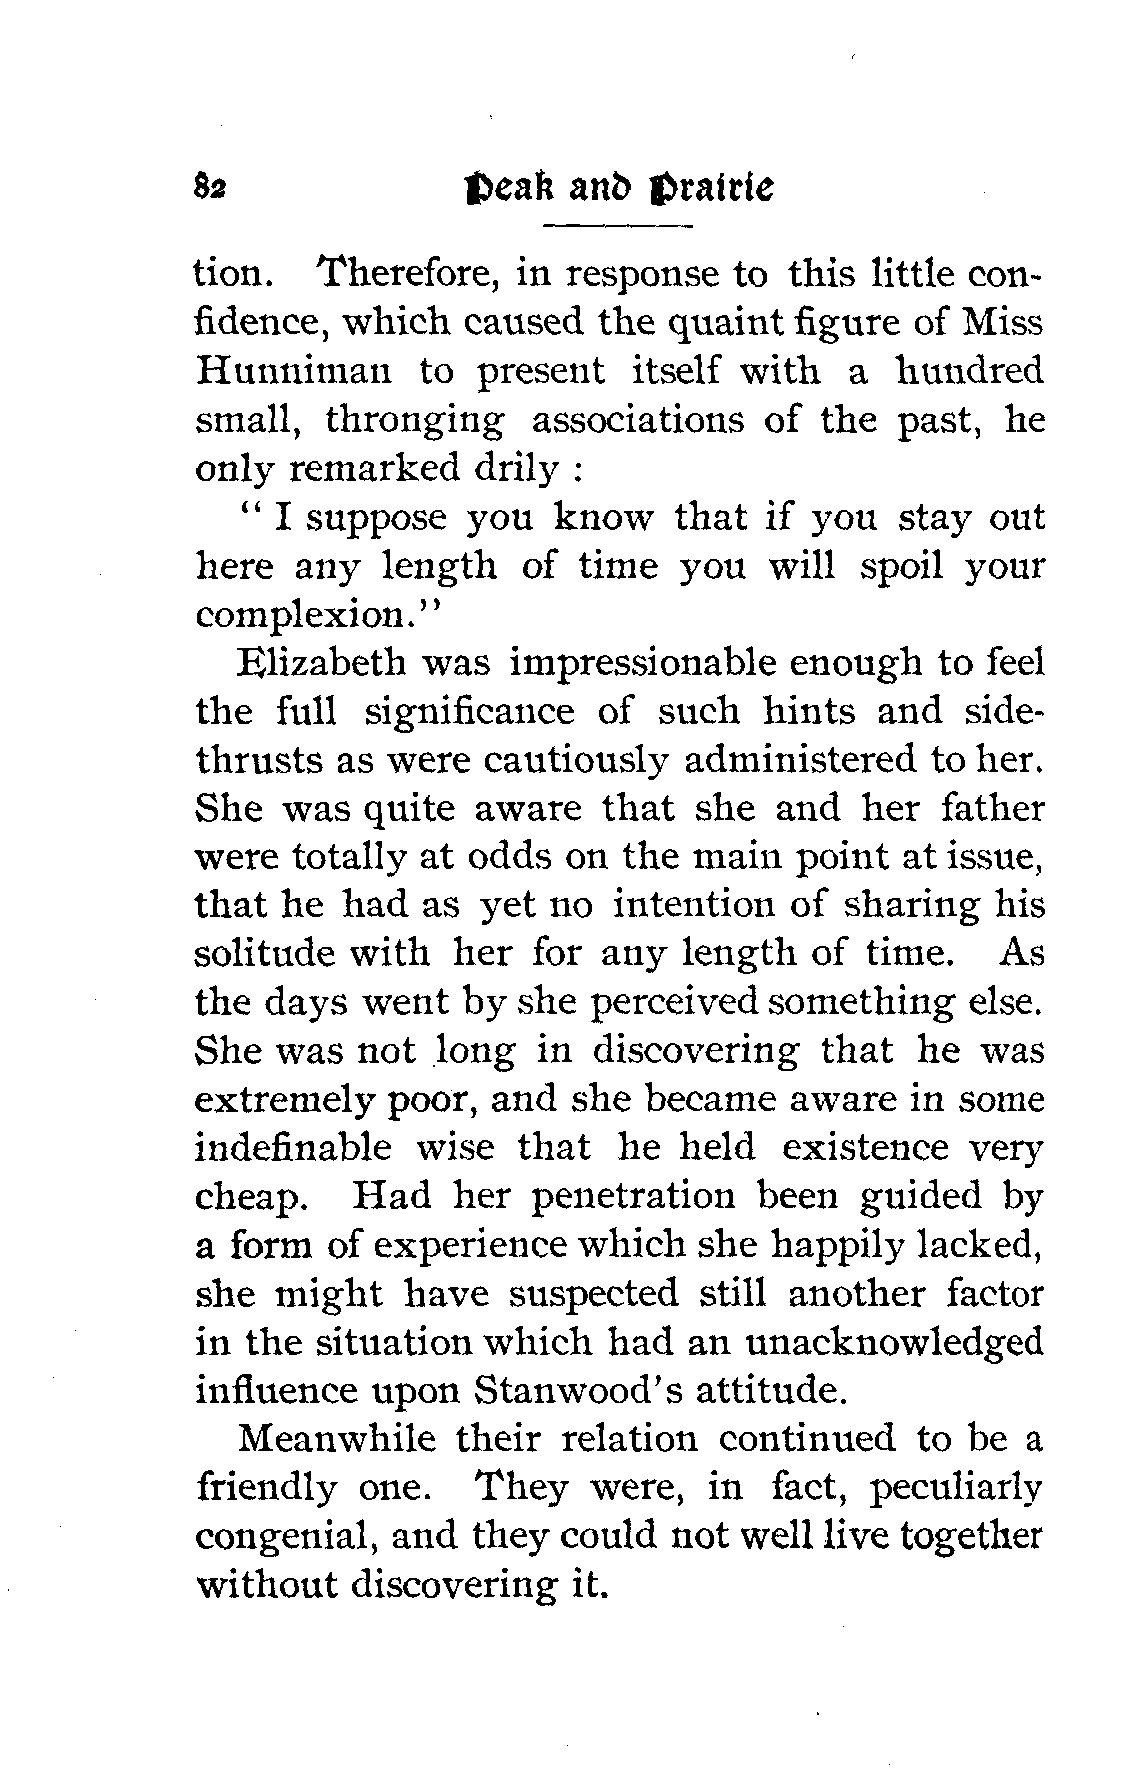 82 Peak and Prairie
tion. Therefore, in response to this little con-
fidence, which caused the quaint figure of Miss
Hunniman to present itself with a hundred
small, thronging associations of the past, he
only remarked drily :
" I suppose you know that if you stay out
here any length of time you will spoil your
complexion."
Elizabeth was impressionable enough to feel
the full significance of such hints and side-
thrusts as were cautiously administered to her.
She was quite aware that she and her father
were totally at odds on the main point at issue,
that he had as yet no intention of sharing his
solitude with her for any length of time. As
the days went by she perceived something else.
She was not long in discovering that he was
extremely poor, and she became aware in some
indefinable wise that he held existence very
cheap. Had her penetration been guided by
a form of experience which she happily lacked,
she might have suspected still another factor
in the situation which had an unacknowledged
influence upon Stanwood's attitude.
Meanwhile their relation continued to be a
friendly one. They were, in fact, peculiarly
congenial, and they could not well live together
without discovering it.